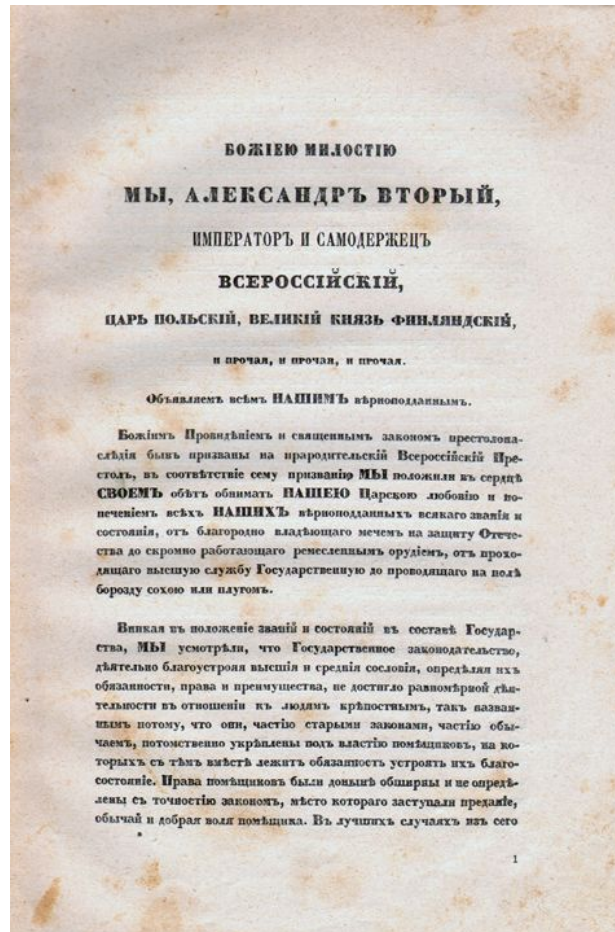 БОЖІЕЮ МИЛОСТІЮ
МЫ, АЛЕКСАНДРЪ ВТОРЫЙ,
ИМПЕРАТОРЪ И САМОДЕРЖЕЦЪ
ВСЕРОССІЙСКІЙ,
ЦАРЬ ПОЛЬСКІЙ, ВЕЛИКІЙ КНЯЗЬ ФИНЛЯНДСКІЙ,
и прочая, и прочая, и прочая.
Объявляемъ всѣмъ НАШИМЪ вѣрноподданнымъ.
Божіимъ Провидѣніемъ и священнымъ закономъ престолона-
слѣдія бывъ призваны на прародительскій Всероссійскій Пре-
столъ, въ соотвѣтствіе сему призванію МЫ положили въ сердцѣ
СВОЕМЪ обѣтъ обнимать НАШЕЮ Царскою любовію и по-
печеніемъ всѣхъ НАШИХЪ вѣрноподданныхъ всякаго званія и
состоянія, отъ благородно владѣющаго мечемъ на защиту Отече-
ства до скромно работающаго ремесленнымъ орудіемъ, отъ прохо-
дящаго высшую службу Государственную до проводящаго на полѣ
борозду сохою или плугомъ.
Вникая въ положеніе званій и состояній въ составѣ Государ-
ства, МЫ усмотрѣли, что Государственное законодательство,
дѣятельно благоустрояя высшія и среднія сословія, опредѣляя ихъ
обязанности, права и преимущества, не достигло равномѣрной дѣя-
тельности въ отношеніи къ людямъ крѣпостнымъ, такъ назван-
нымъ потому, что они, частію старыми законами, частію обы-
чаемъ, потомственно укрѣплены подъ властію помѣщиковъ, на ко-
торыхъ съ тѣмъ вмѣстѣ лежитъ обязанность устроять ихъ благо-
состояніе. Права помѣщиковъ были донынѣ обширны и не опредѣ-
лены съ точностію закономъ, мѣсто котораго заступали преданіе,
обычай и добрая воля помѣщика. Въ лучшихъ случаяхъ изъ сего
1